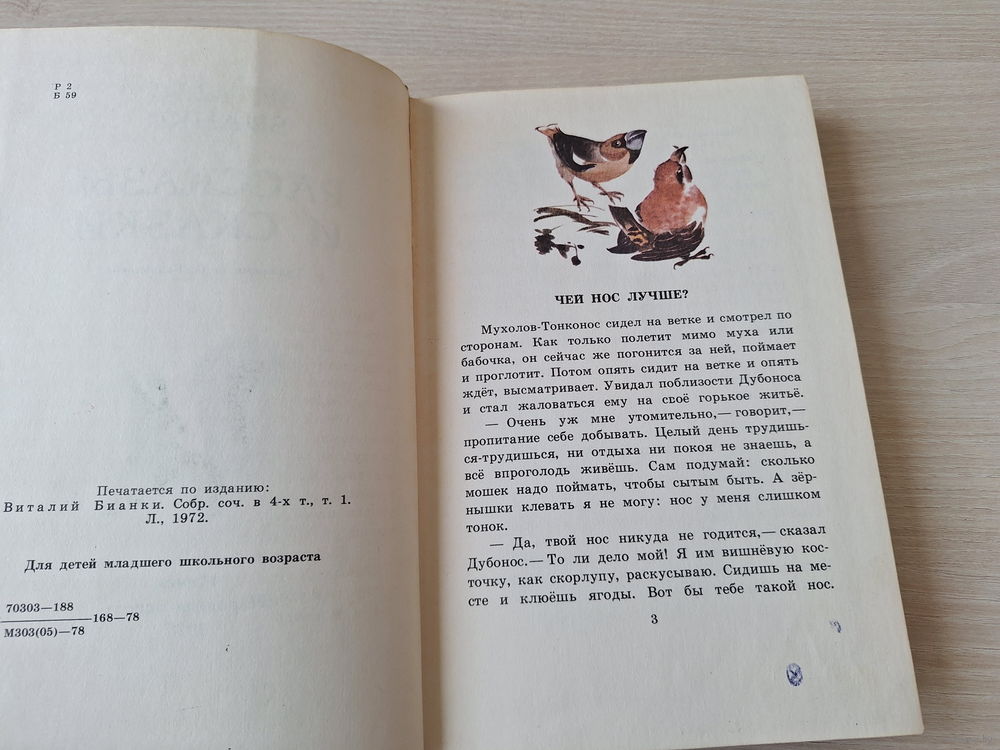 Р 2
Б 59
Печатается по изданию:
Виталий Бианки. Собр. соч. в 4-х т., т. 1.
Л., 1972.
Для детей младшего школьного возраста
70303—188
—168—78
М303(05)—78
ЧЕЙ НОС ЛУЧШЕ?
Мухолов-Тонконос сидел на ветке и смотрел по
сторонам. Как только полетит мимо муха или
бабочка, он сейчас же погонится за ней, поймает
и проглотит. Потом опять сидит на ветке и опять
ждёт, высматривает. Увидал поблизости Дубоноса
и стал жаловаться ему на своё горькое житьё.
— Очень уж мне утомительно,— говорит,—
пропитание себе добывать. Целый день трудишь-
ся-трудишься, ни отдыха ни покоя не знаешь, а
всё впроголодь живёшь. Сам подумай: сколько
мошек надо поймать, чтобы сытым быть. А зёр-
нышки клевать я не могу: нос у меня слишком
тонок.
— Да, твой нос никуда не годится,— сказал
Дубонос.— То ли дело мой! Я им вишнёвую кос-
точку, как скорлупу, раскусываю. Сидишь на ме-
сте и клюёшь ягоды. Вот бы тебе такой нос.
3